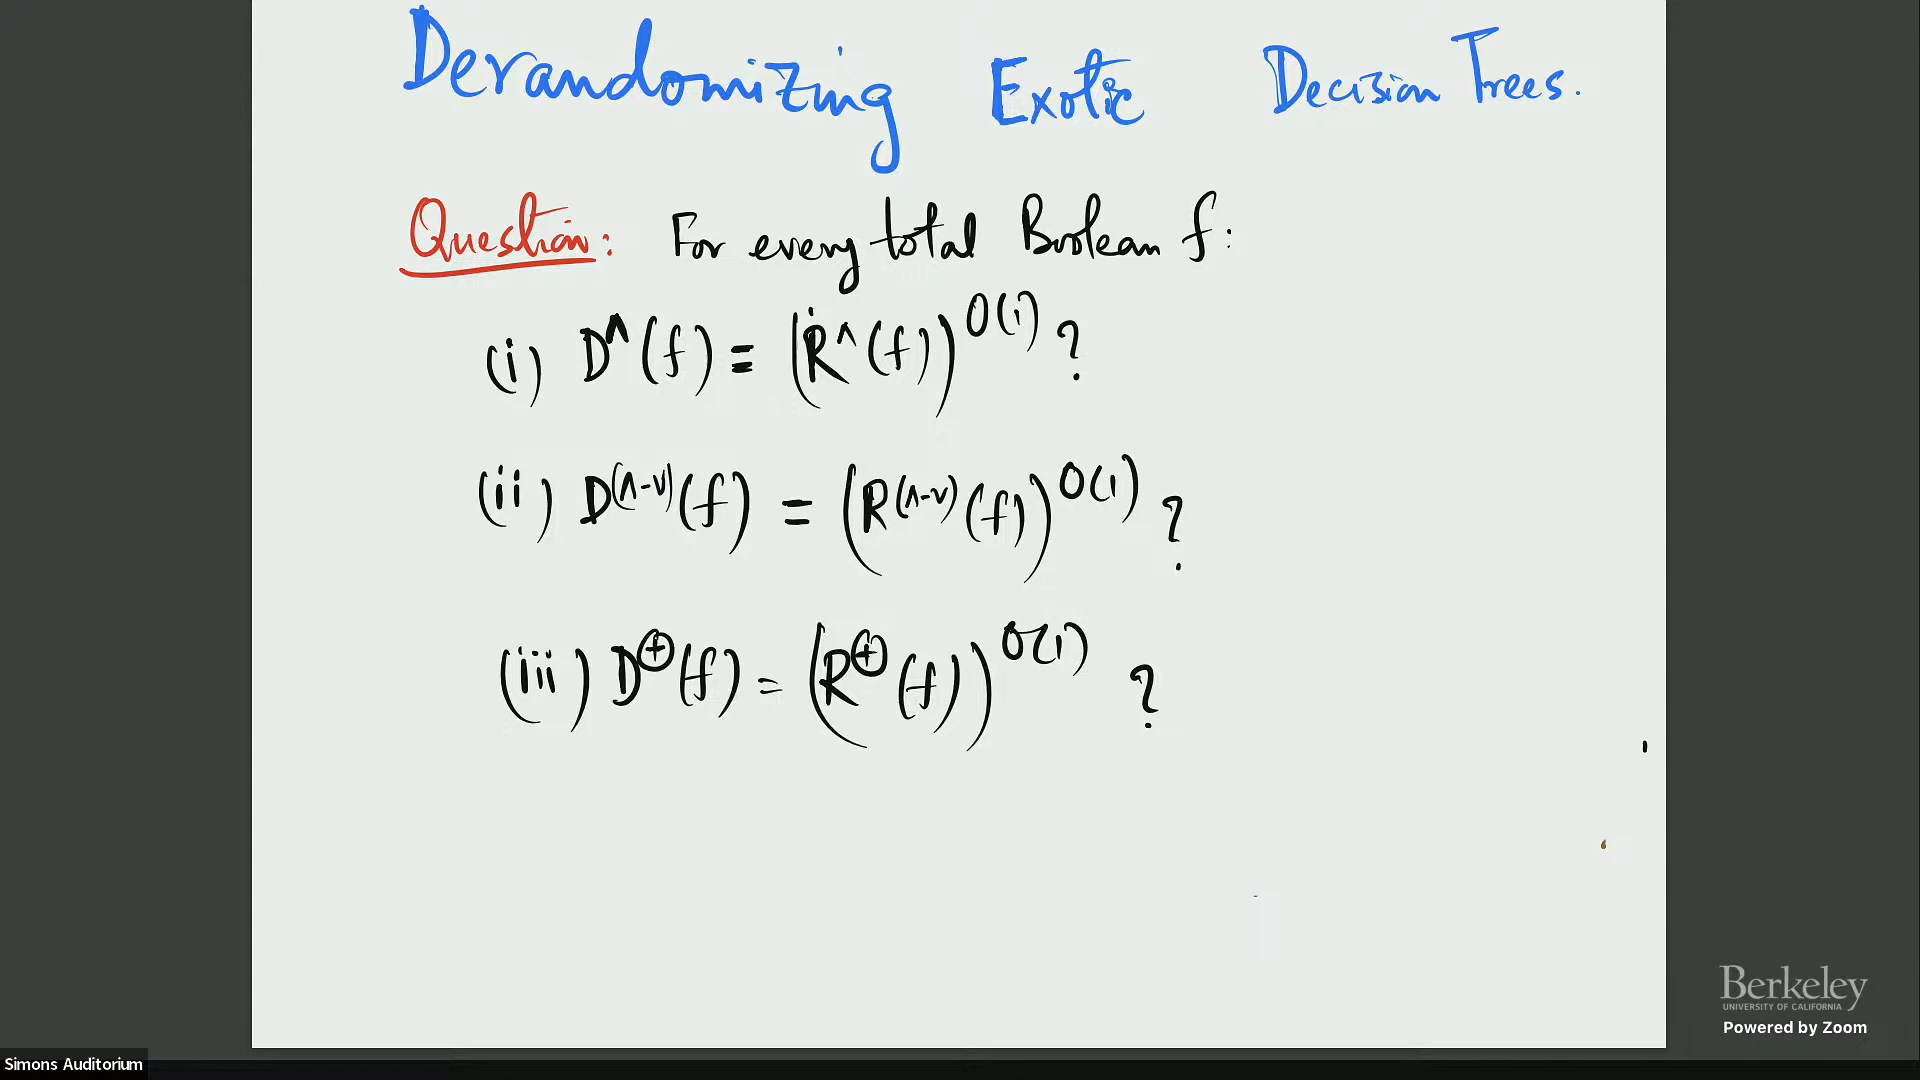 Derandomizing Exotic Decision Trees.
Question: For every total Boolean f:
(i) D^∧(f) = (R^∧(f))^O(1) ?
(ii) D^(∧-∨)(f) = (R^(∧-∨)(f))^O(1) ?
(iii) D^⊕(f) = (R^⊕(f))^O(1) ?
Berkeley
UNIVERSITY OF CALIFORNIA
Powered by Zoom
Simons Auditorium